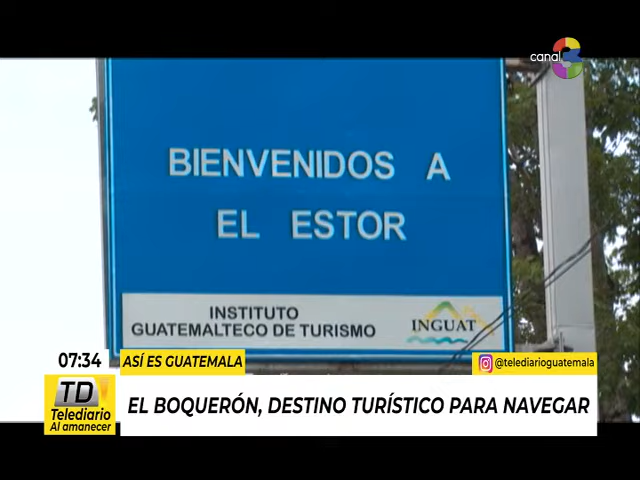 canal 3
BIENVENIDOS A
EL ESTOR
INSTITUTO
GUATEMALTECO DE TURISMO
INGUAT
07:34
ASÍ ES GUATEMALA
@telediarioguatemala
TD
Telediario
Al amanecer
EL BOQUERÓN, DESTINO TURÍSTICO PARA NAVEGAR